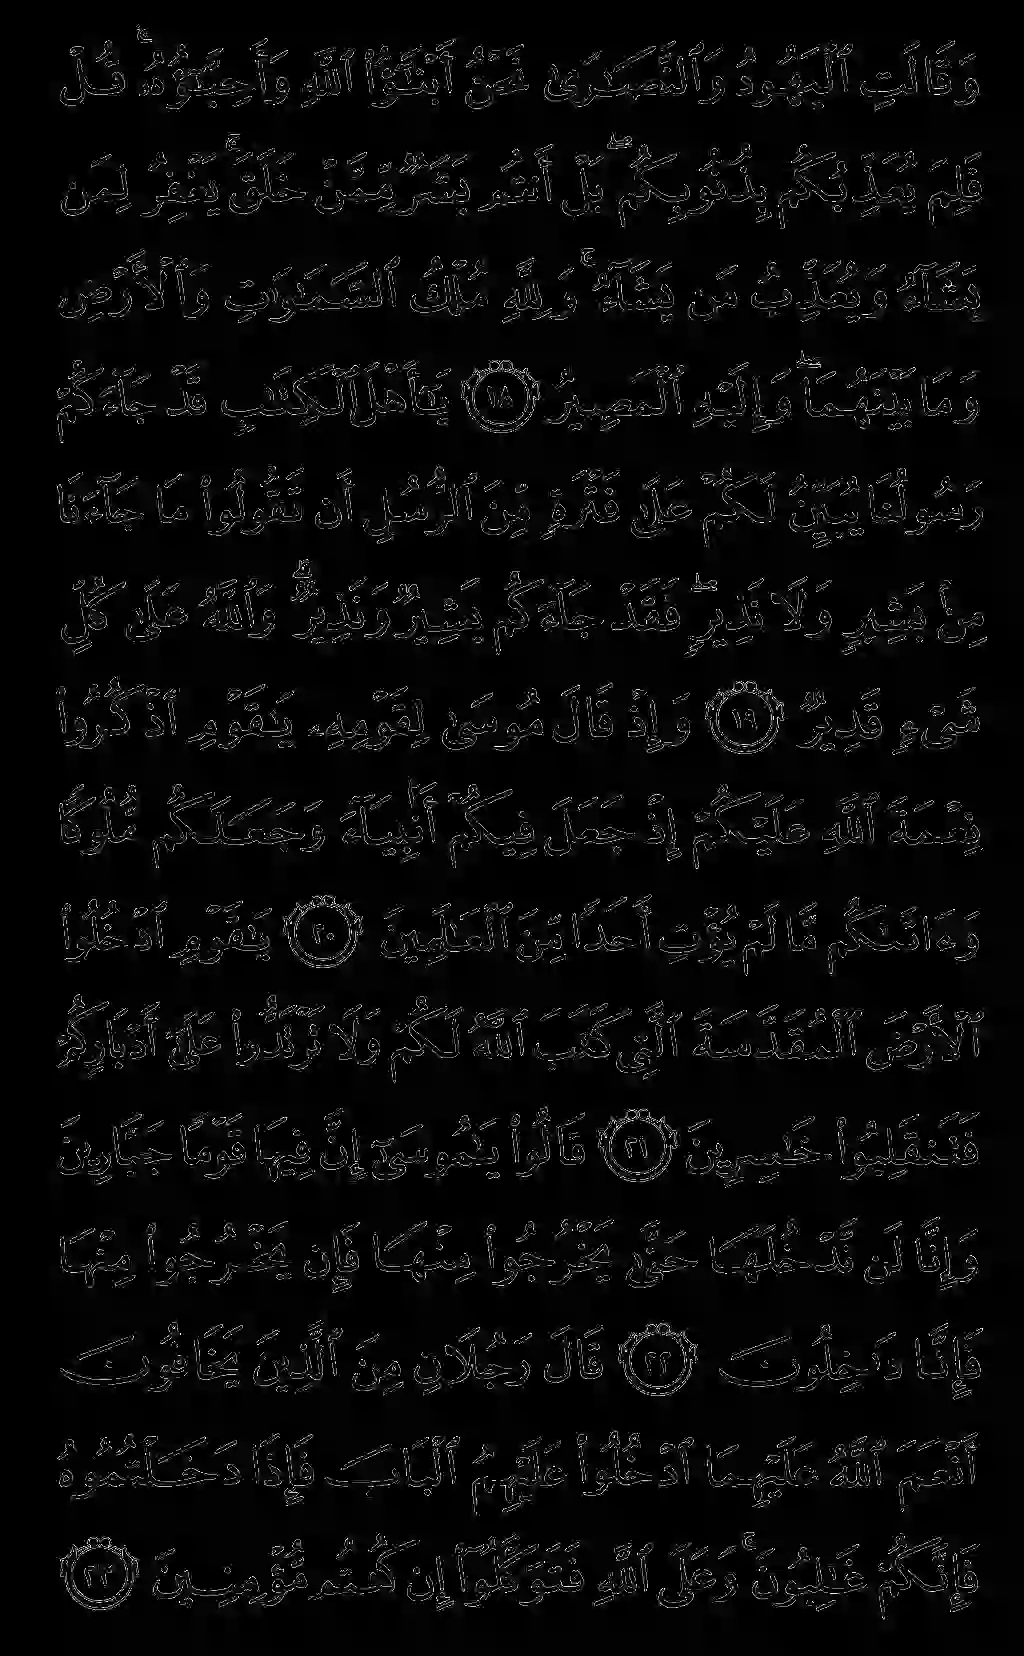 وَقَالَتِ ٱلْيَهُودُ وَٱلنَّصَـٰرَىٰ نَحْنُ أَبْنَـٰٓؤُا۟ ٱللَّهِ وَأَحِبَّـٰٓؤُهُۥ ۚ قُلْ
فَلِمَ يُعَذِّبُكُم بِذُنُوبِكُم ۖ بَلْ أَنتُم بَشَرٌ مِّمَّنْ خَلَقَ ۚ يَغْفِرُ لِمَن
يَشَآءُ وَيُعَذِّبُ مَن يَشَآءُ ۚ وَلِلَّهِ مُلْكُ ٱلسَّمَـٰوَٰتِ وَٱلْأَرْضِ
وَمَا بَيْنَهُمَا ۖ وَإِلَيْهِ ٱلْمَصِيرُ ١٨ يَـٰٓأَهْلَ ٱلْكِتَـٰبِ قَدْ جَآءَكُمْ
رَسُولُنَا يُبَيِّنُ لَكُمْ عَلَىٰ فَتْرَةٍ مِّنَ ٱلرُّسُلِ أَن تَقُولُوا۟ مَا جَآءَنَا
مِنۢ بَشِيرٍ وَلَا نَذِيرٍ ۖ فَقَدْ جَآءَكُم بَشِيرٌ وَنَذِيرٌ ۗ وَٱللَّهُ عَلَىٰ كُلِّ
شَىْءٍ قَدِيرٌ ١٩ وَإِذْ قَالَ مُوسَىٰ لِقَوْمِهِۦ يَـٰقَوْمِ ٱذْكُرُوا۟
نِعْمَةَ ٱللَّهِ عَلَيْكُمْ إِذْ جَعَلَ فِيكُمْ أَنۢبِيَآءَ وَجَعَلَكُم مُّلُوكًا
وَءَاتَىٰكُم مَّا لَمْ يُؤْتِ أَحَدًا مِّنَ ٱلْعَـٰلَمِينَ ٢٠ يَـٰقَوْمِ ٱدْخُلُوا۟
ٱلْأَرْضَ ٱلْمُقَدَّسَةَ ٱلَّتِى كَتَبَ ٱللَّهُ لَكُمْ وَلَا تَرْتَدُّوا۟ عَلَىٰٓ أَدْبَارِكُمْ
فَتَنقَلِبُوا۟ خَـٰسِرِينَ ٢١ قَالُوا۟ يَـٰمُوسَىٰٓ إِنَّ فِيهَا قَوْمًا جَبَّارِينَ
وَإِنَّا لَن نَّدْخُلَهَا حَتَّىٰ يَخْرُجُوا۟ مِنْهَا فَإِن يَخْرُجُوا۟ مِنْهَا
فَإِنَّا دَٰخِلُونَ ٢٢ قَالَ رَجُلَانِ مِنَ ٱلَّذِينَ يَخَافُونَ
أَنْعَمَ ٱللَّهُ عَلَيْهِمَا ٱدْخُلُوا۟ عَلَيْهِمُ ٱلْبَابَ فَإِذَا دَخَلْتُمُوهُ
فَإِنَّكُمْ غَـٰلِبُونَ ۚ وَعَلَى ٱللَّهِ فَتَوَكَّلُوٓا۟ إِن كُنتُم مُّؤْمِنِينَ ٢٣